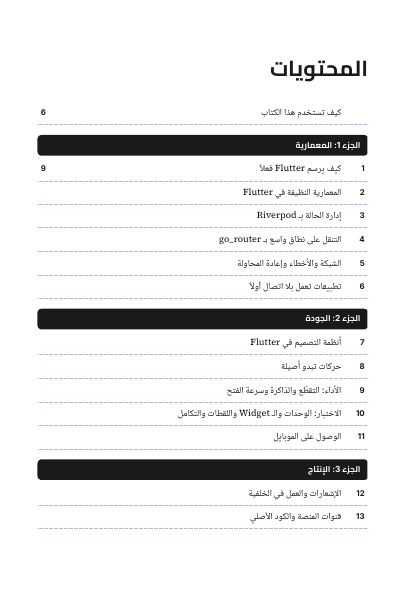 المحتويات
كيف تستخدم هذا الكتاب 6
الجزء 1: المعمارية
1 كيف يرسم Flutter فعلاً 9
2 المعمارية النظيفة في Flutter
3 إدارة الحالة بـ Riverpod
4 التنقل على نطاق واسع بـ go_router
5 الشبكة والأخطاء وإعادة المحاولة
6 تطبيقات تعمل بلا اتصال أولاً
الجزء 2: الجودة
7 أنظمة التصميم في Flutter
8 حركات تبدو أصيلة
9 الأداء: التقطّع والذاكرة وسرعة الفتح
10 الاختبار: الوحدات والـ Widget واللقطات والتكامل
11 الوصول على الموبايل
الجزء 3: الإنتاج
12 الإشعارات والعمل في الخلفية
13 قنوات المنصة والكود الأصلي